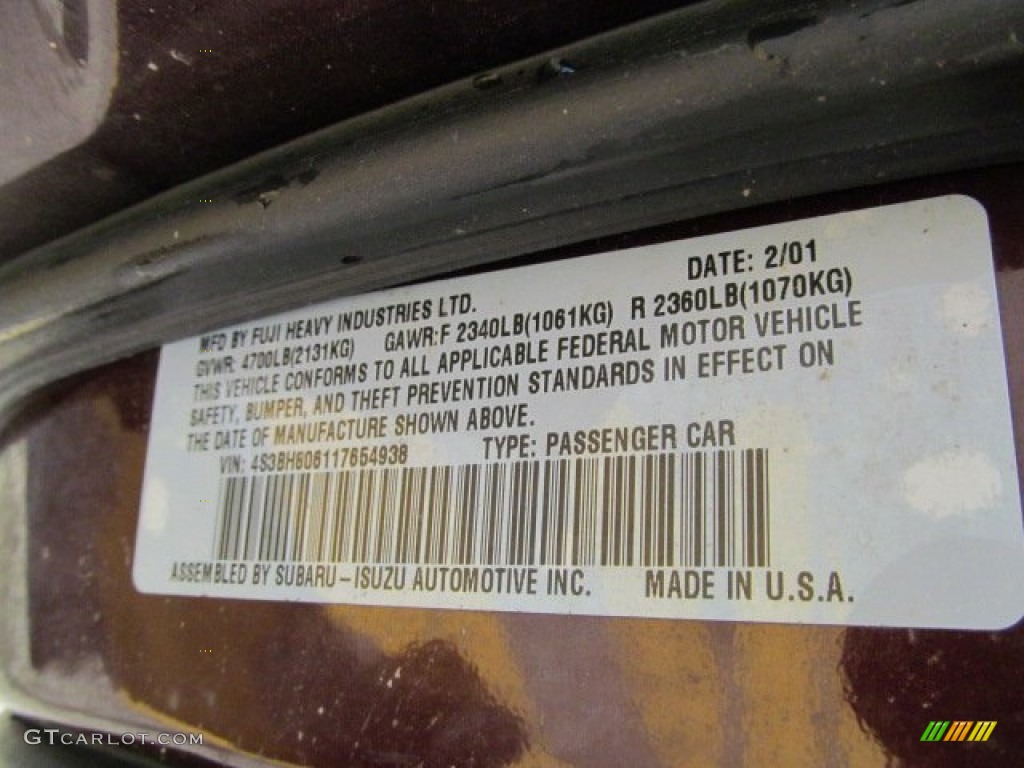 MFD BY FUJI HEAVY INDUSTRIES LTD. DATE: 2/01
GVWR: 4700LB(2131KG) GAWR:F 2340LB(1061KG) R 2360LB(1070KG)
THIS VEHICLE CONFORMS TO ALL APPLICABLE FEDERAL MOTOR VEHICLE
SAFETY, BUMPER, AND THEFT PREVENTION STANDARDS IN EFFECT ON
THE DATE OF MANUFACTURE SHOWN ABOVE.
VIN: 4S3BH606117654938 TYPE: PASSENGER CAR
ASSEMBLED BY SUBARU-ISUZU AUTOMOTIVE INC. MADE IN U.S.A.
GTCARLOT.COM